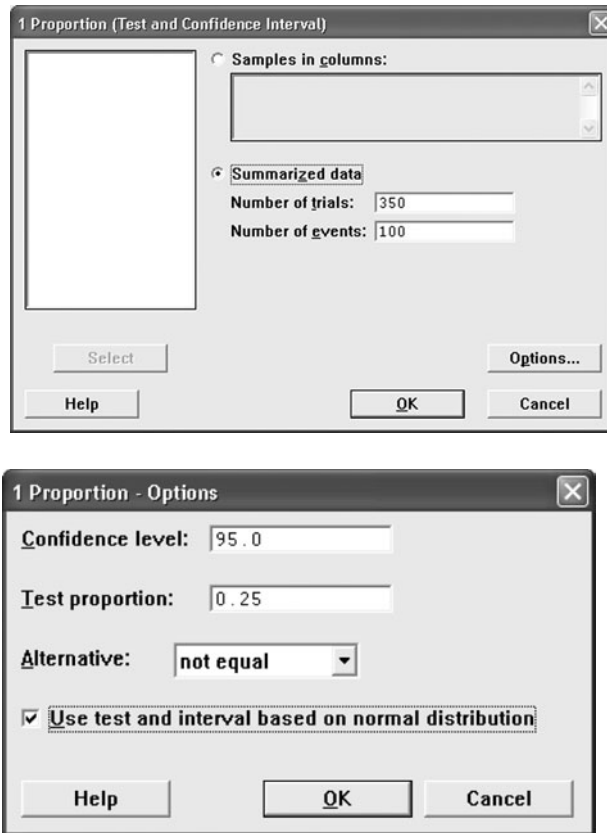 1 Proportion (Test and Confidence Interval)
Samples in columns:
Summarized data
Number of trials: 350
Number of events: 100
Select
Options...
Help
OK
Cancel
1 Proportion - Options
Confidence level: 95.0
Test proportion: 0.25
Alternative: not equal
Use test and interval based on normal distribution
Help
OK
Cancel